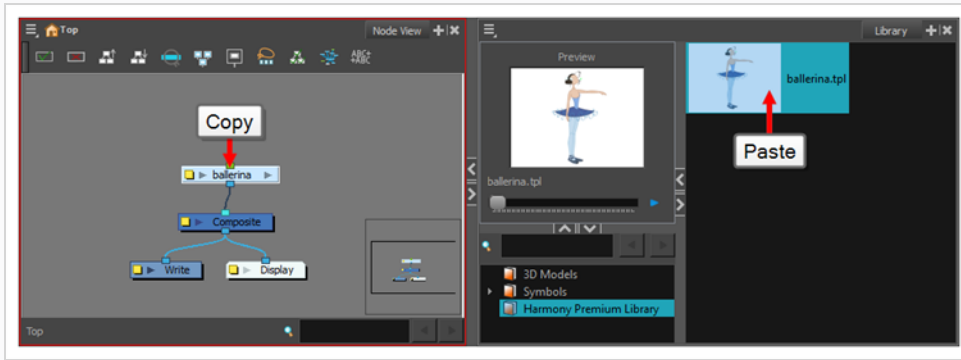 Top
Node View
Library
ABC+
+ABC
Copy
ballerina
Composite
Write
Display
Top
Preview
ballerina.tpl
3D Models
Symbols
Harmony Premium Library
ballerina.tpl
Paste